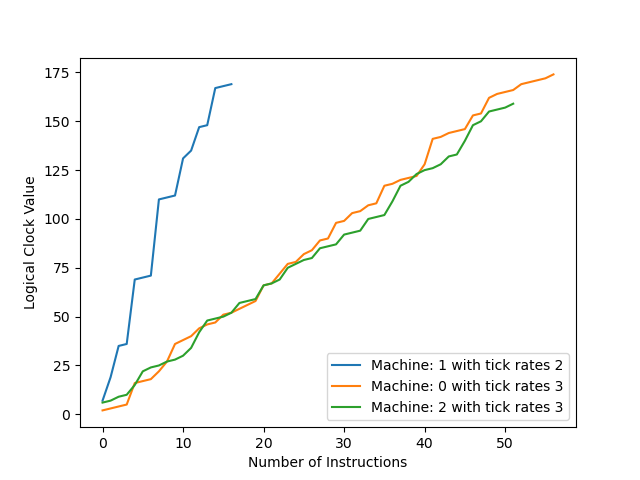 175
150
125
100
75
50
25
0
0
10
20
30
40
50
Logical Clock Value
Number of Instructions
Machine: 1 with tick rates 2
Machine: 0 with tick rates 3
Machine: 2 with tick rates 3